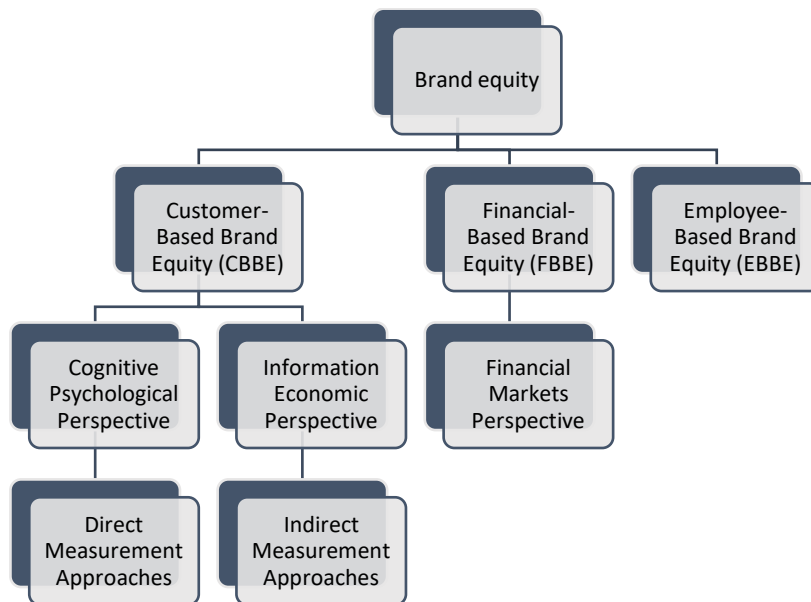 Brand equity
Customer-
Based Brand
Equity (CBBE)
Financial-
Based Brand
Equity (FBBE)
Employee-
Based Brand
Equity (EBBE)
Cognitive
Psychological
Perspective
Information
Economic
Perspective
Financial
Markets
Perspective
Direct
Measurement
Approaches
Indirect
Measurement
Approaches